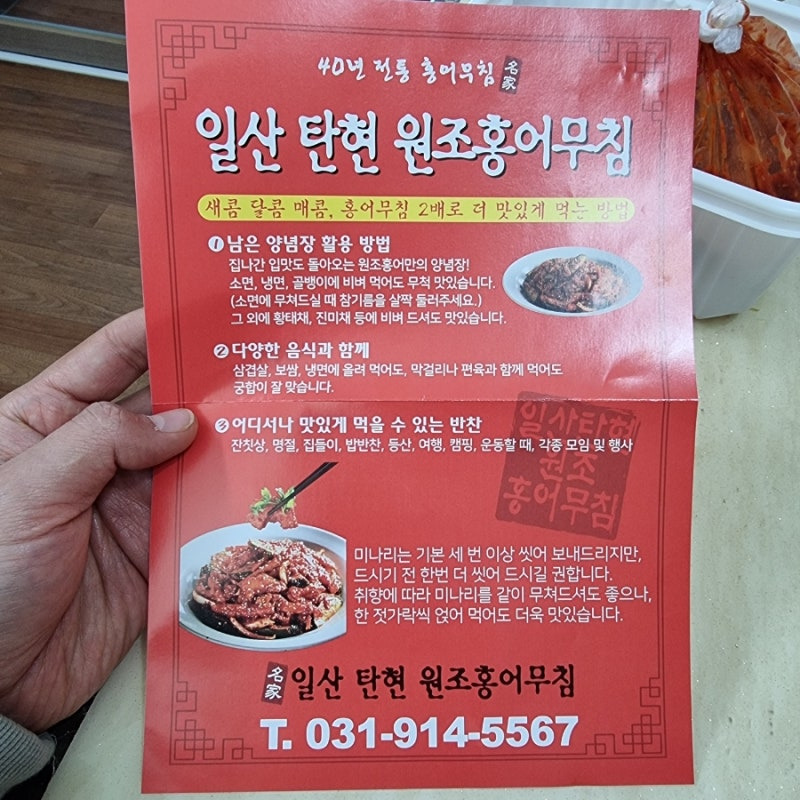 40년 전통 홍어무침 名家
일산 탄현 원조홍어무침
새콤 달콤 매콤, 홍어무침 2배로 더 맛있게 먹는 방법
1 남은 양념장 활용 방법
집나간 입맛도 돌아오는 원조홍어만의 양념장!
소면, 냉면, 골뱅이에 비벼 먹어도 무척 맛있습니다.
(소면에 무쳐드실 때 참기름을 살짝 둘러주세요.)
그 외에 황태채, 진미채 등에 비벼 드셔도 맛있습니다.
2 다양한 음식과 함께
삼겹살, 보쌈, 냉면에 올려 먹어도, 막걸리나 편육과 함께 먹어도
궁합이 잘 맞습니다.
3 어디서나 맛있게 먹을 수 있는 반찬
잔칫상, 명절, 집들이, 밥반찬, 등산, 여행, 캠핑, 운동할 때, 각종 모임 및 행사
일산탄현
원조
홍어무침
미나리는 기본 세 번 이상 씻어 보내드리지만,
드시기 전 한번 더 씻어 드시길 권합니다.
취향에 따라 미나리를 같이 무쳐드셔도 좋으나,
한 젓가락씩 얹어 먹어도 더욱 맛있습니다.
名家 일산 탄현 원조홍어무침
T. 031-914-5567